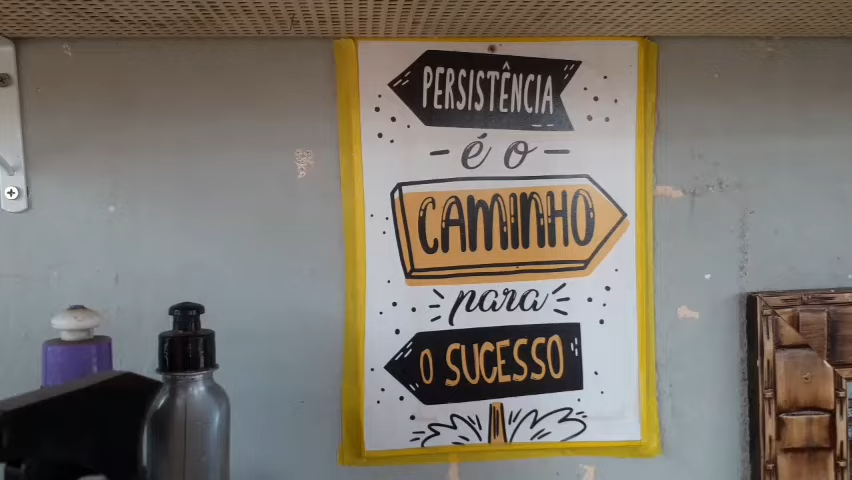 PERSISTÊNCIA
é o
CAMINHO
para
O SUCESSO